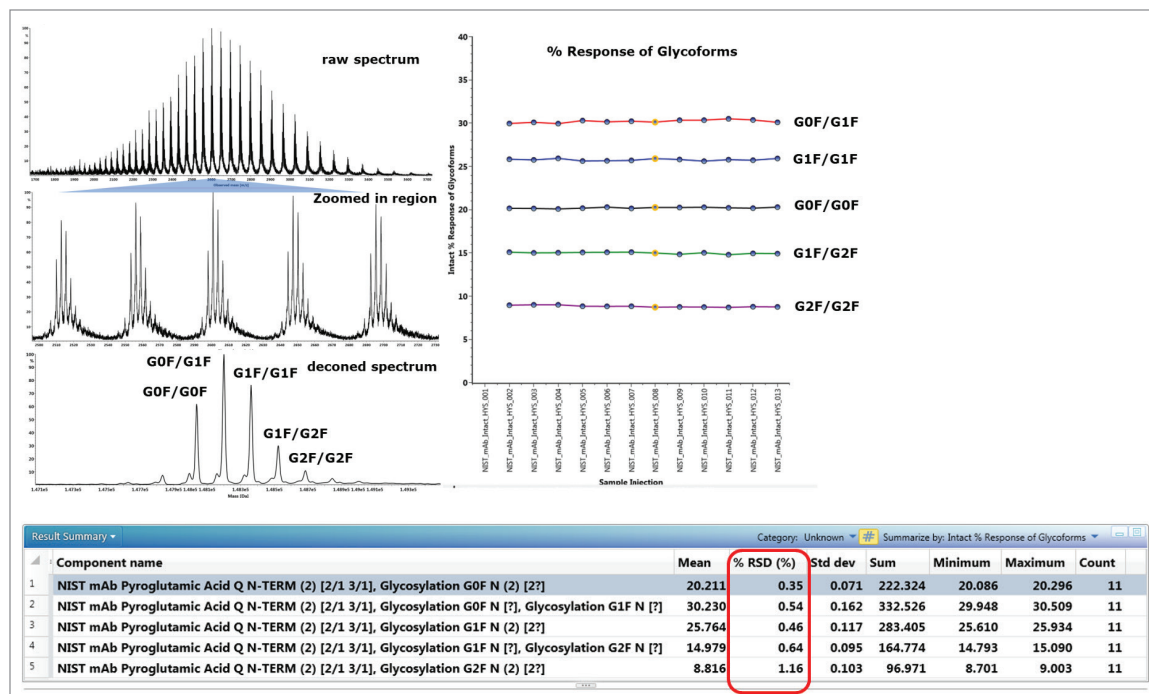 raw spectrum
Zoomed in region
deconed spectrum
G0F/G1F
G1F/G1F
G0F/G0F
G1F/G2F
G2F/G2F
Mass [Da]
% Response of Glycoforms
Intact % Response of Glycoforms
40
35
30
25
20
15
10
5
0
G0F/G1F
G1F/G1F
G0F/G0F
G1F/G2F
G2F/G2F
NIST_mAb_Intact_HYS_001
NIST_mAb_Intact_HYS_002
NIST_mAb_Intact_HYS_003
NIST_mAb_Intact_HYS_004
NIST_mAb_Intact_HYS_005
NIST_mAb_Intact_HYS_006
NIST_mAb_Intact_HYS_007
NIST_mAb_Intact_HYS_008
NIST_mAb_Intact_HYS_009
NIST_mAb_Intact_HYS_010
NIST_mAb_Intact_HYS_011
NIST_mAb_Intact_HYS_012
NIST_mAb_Intact_HYS_013
Sample Injection
Result Summary Category: Unknown # Summarize by: Intact % Response of Glycoforms
Component name Mean % RSD (%) Std dev Sum Minimum Maximum Count
1 NIST mAb Pyroglutamic Acid Q N-TERM (2) [2/1 3/1], Glycosylation G0F N (2) [2?] 20.211 0.35 0.071 222.324 20.086 20.296 11
2 NIST mAb Pyroglutamic Acid Q N-TERM (2) [2/1 3/1], Glycosylation G0F N [?], Glycosylation G1F N [?] 30.230 0.54 0.162 332.526 29.948 30.509 11
3 NIST mAb Pyroglutamic Acid Q N-TERM (2) [2/1 3/1], Glycosylation G1F N (2) [2?] 25.764 0.46 0.117 283.405 25.610 25.934 11
4 NIST mAb Pyroglutamic Acid Q N-TERM (2) [2/1 3/1], Glycosylation G1F N [?], Glycosylation G2F N [?] 14.979 0.64 0.095 164.774 14.793 15.090 11
5 NIST mAb Pyroglutamic Acid Q N-TERM (2) [2/1 3/1], Glycosylation G2F N (2) [2?] 8.816 1.16 0.103 96.971 8.701 9.003 11